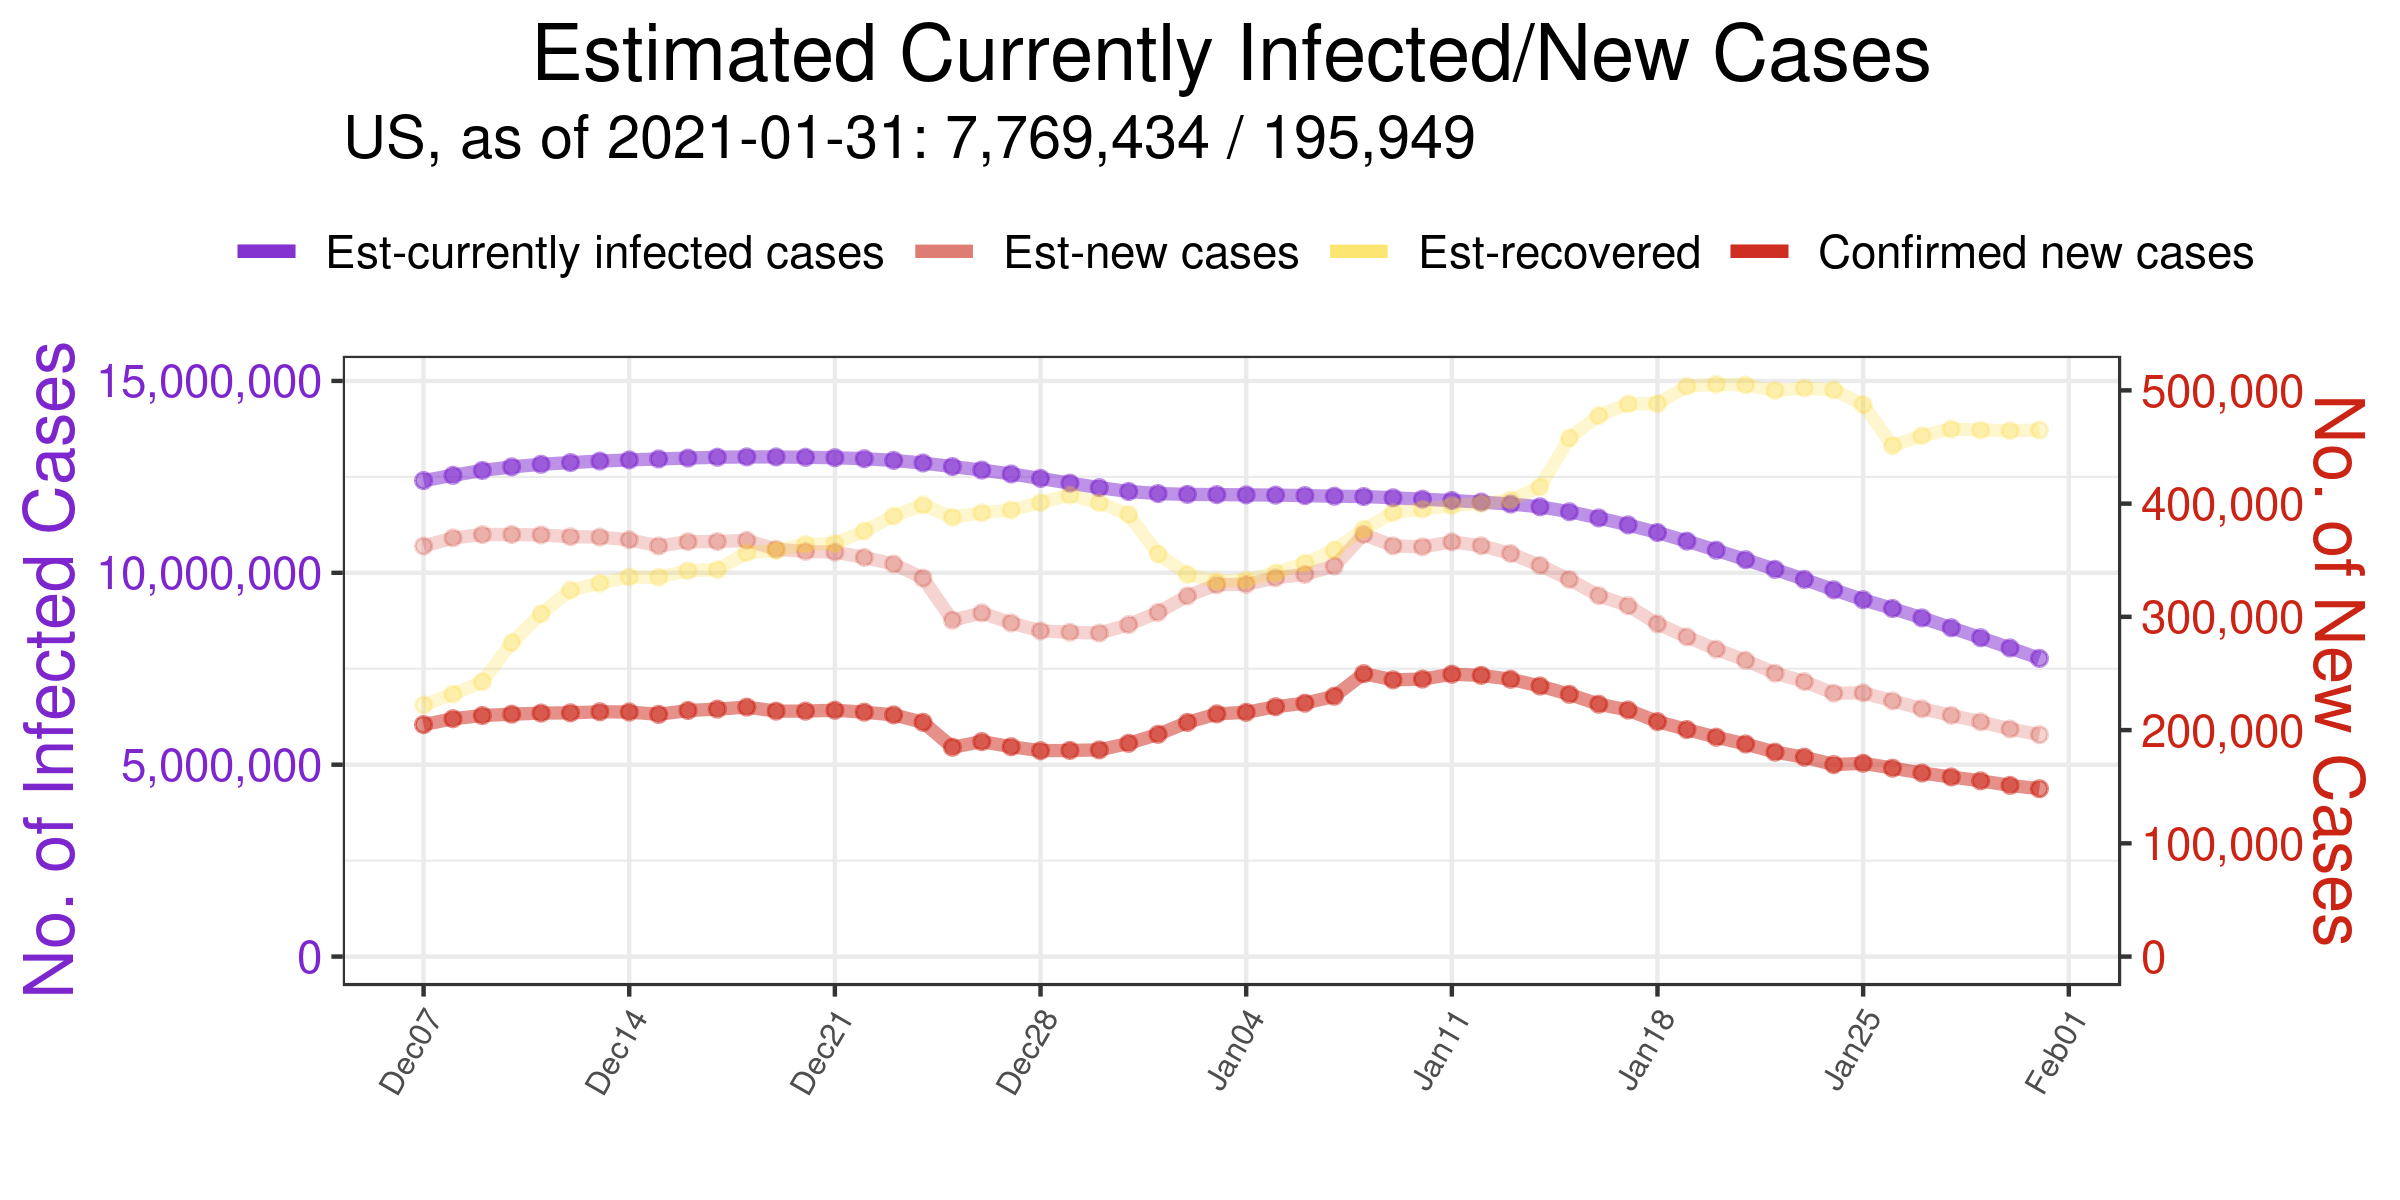 Estimated Currently Infected/New Cases
US, as of 2021-01-31: 7,769,434 / 195,949
Est-currently infected cases Est-new cases Est-recovered Confirmed new cases
No. of Infected Cases
15,000,000
10,000,000
5,000,000
0
500,000
400,000
300,000
200,000
100,000
0
No. of New Cases
Dec07 Dec14 Dec21 Dec28 Jan04 Jan11 Jan18 Jan25 Feb01